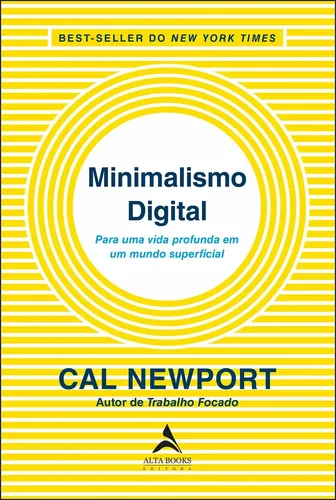 BEST-SELLER DO NEW YORK TIMES
Minimalismo
Digital
Para uma vida profunda em
um mundo superficial
CAL NEWPORT
Autor de Trabalho Focado
ALTA BOOKS
EDITORA